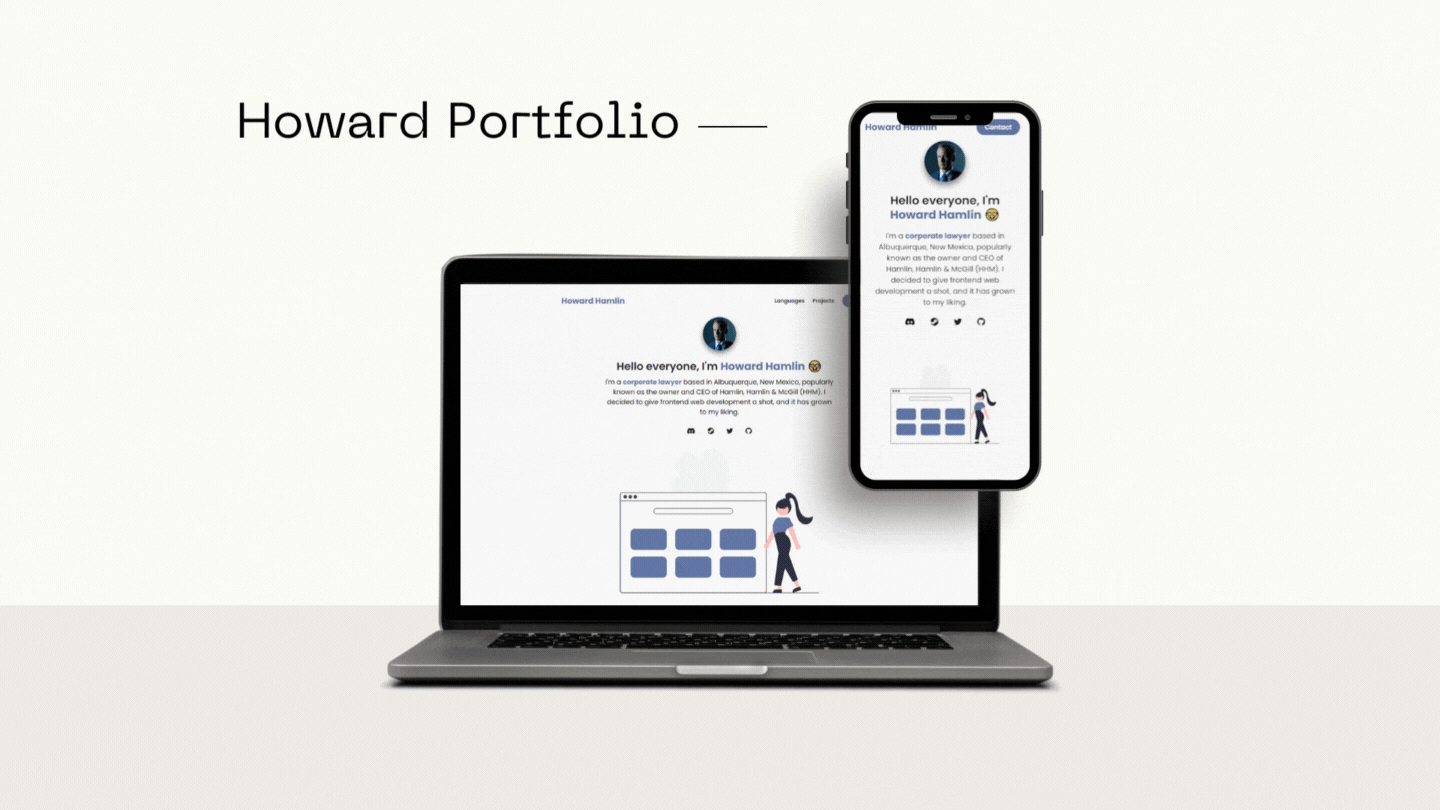 Howard Portfolio
Howard Hamlin
Languages Projects
Hello everyone, I'm Howard Hamlin 🤓
I'm a corporate lawyer based in Albuquerque, New Mexico, popularly
known as the owner and CEO of Hamlin, Hamlin & McGill (HHM). I
decided to give frontend web development a shot, and it has grown
to my liking.
Howard Hamlin Contact
Hello everyone, I'm
Howard Hamlin 🤓
I'm a corporate lawyer based in
Albuquerque, New Mexico, popularly
known as the owner and CEO of
Hamlin, Hamlin & McGill (HHM). I
decided to give frontend web
development a shot, and it has grown
to my liking.